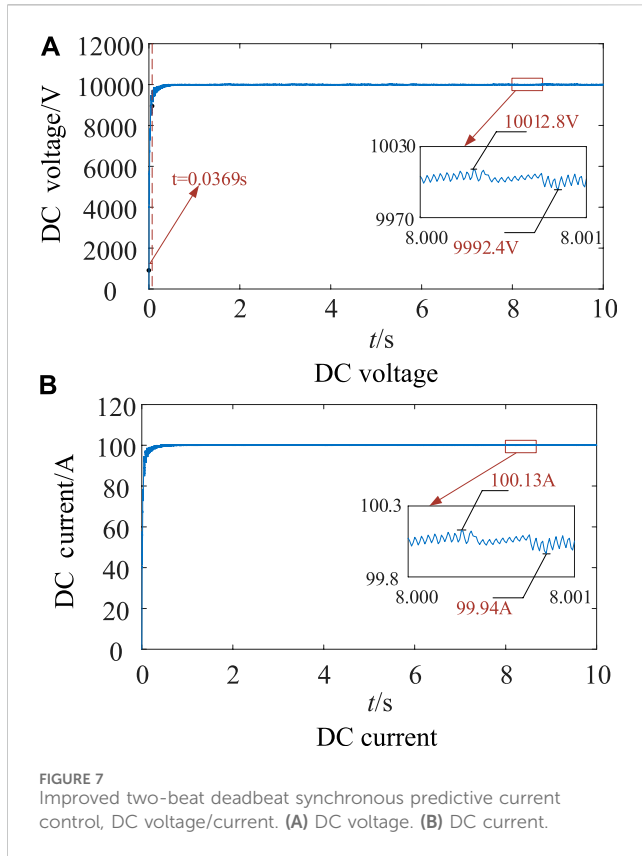 A
DC voltage/V
12000
10000
8000
6000
4000
2000
0
t=0.0369s
10012.8V
10030
9970
8.000
8.001
9992.4V
0 2 4 6 8 10
t/s
DC voltage
B
DC current/A
120
100
80
60
40
20
0
100.13A
100.3
99.8
8.000
8.001
99.94A
2 4 6 8 10
t/s
DC current
FIGURE 7
Improved two-beat deadbeat synchronous predictive current
control, DC voltage/current. (A) DC voltage. (B) DC current.